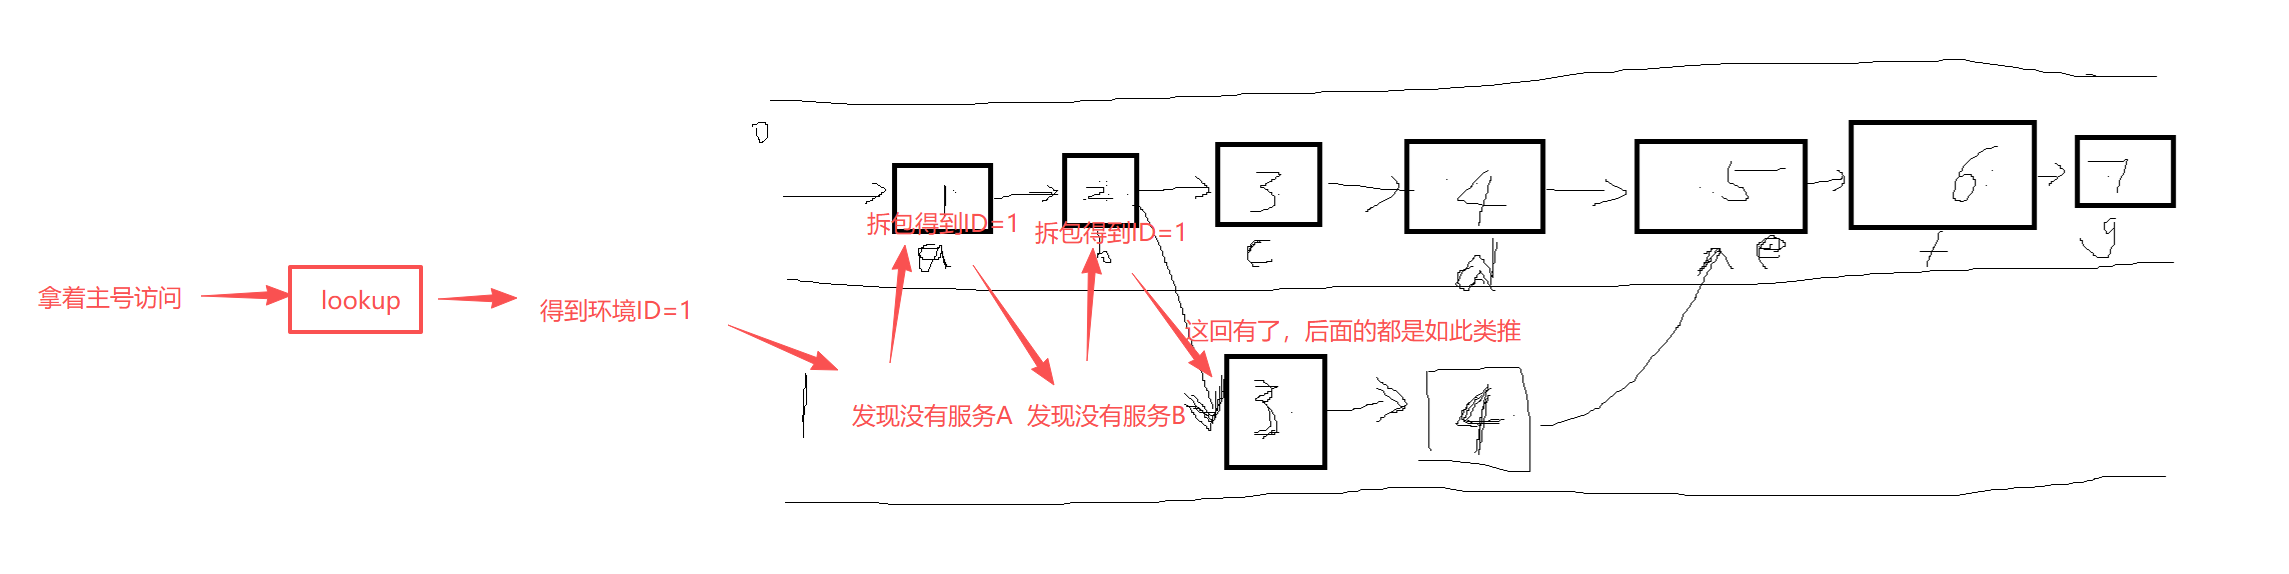 0
1
2
3
4
5
6
7
拆包得到ID=1
拆包得到ID=1
a
b
c
d
e
f
g
拿着主号访问
lookup
得到环境ID=1
这回有了，后面的都是如此类推
1
发现没有服务A
发现没有服务B
3
4